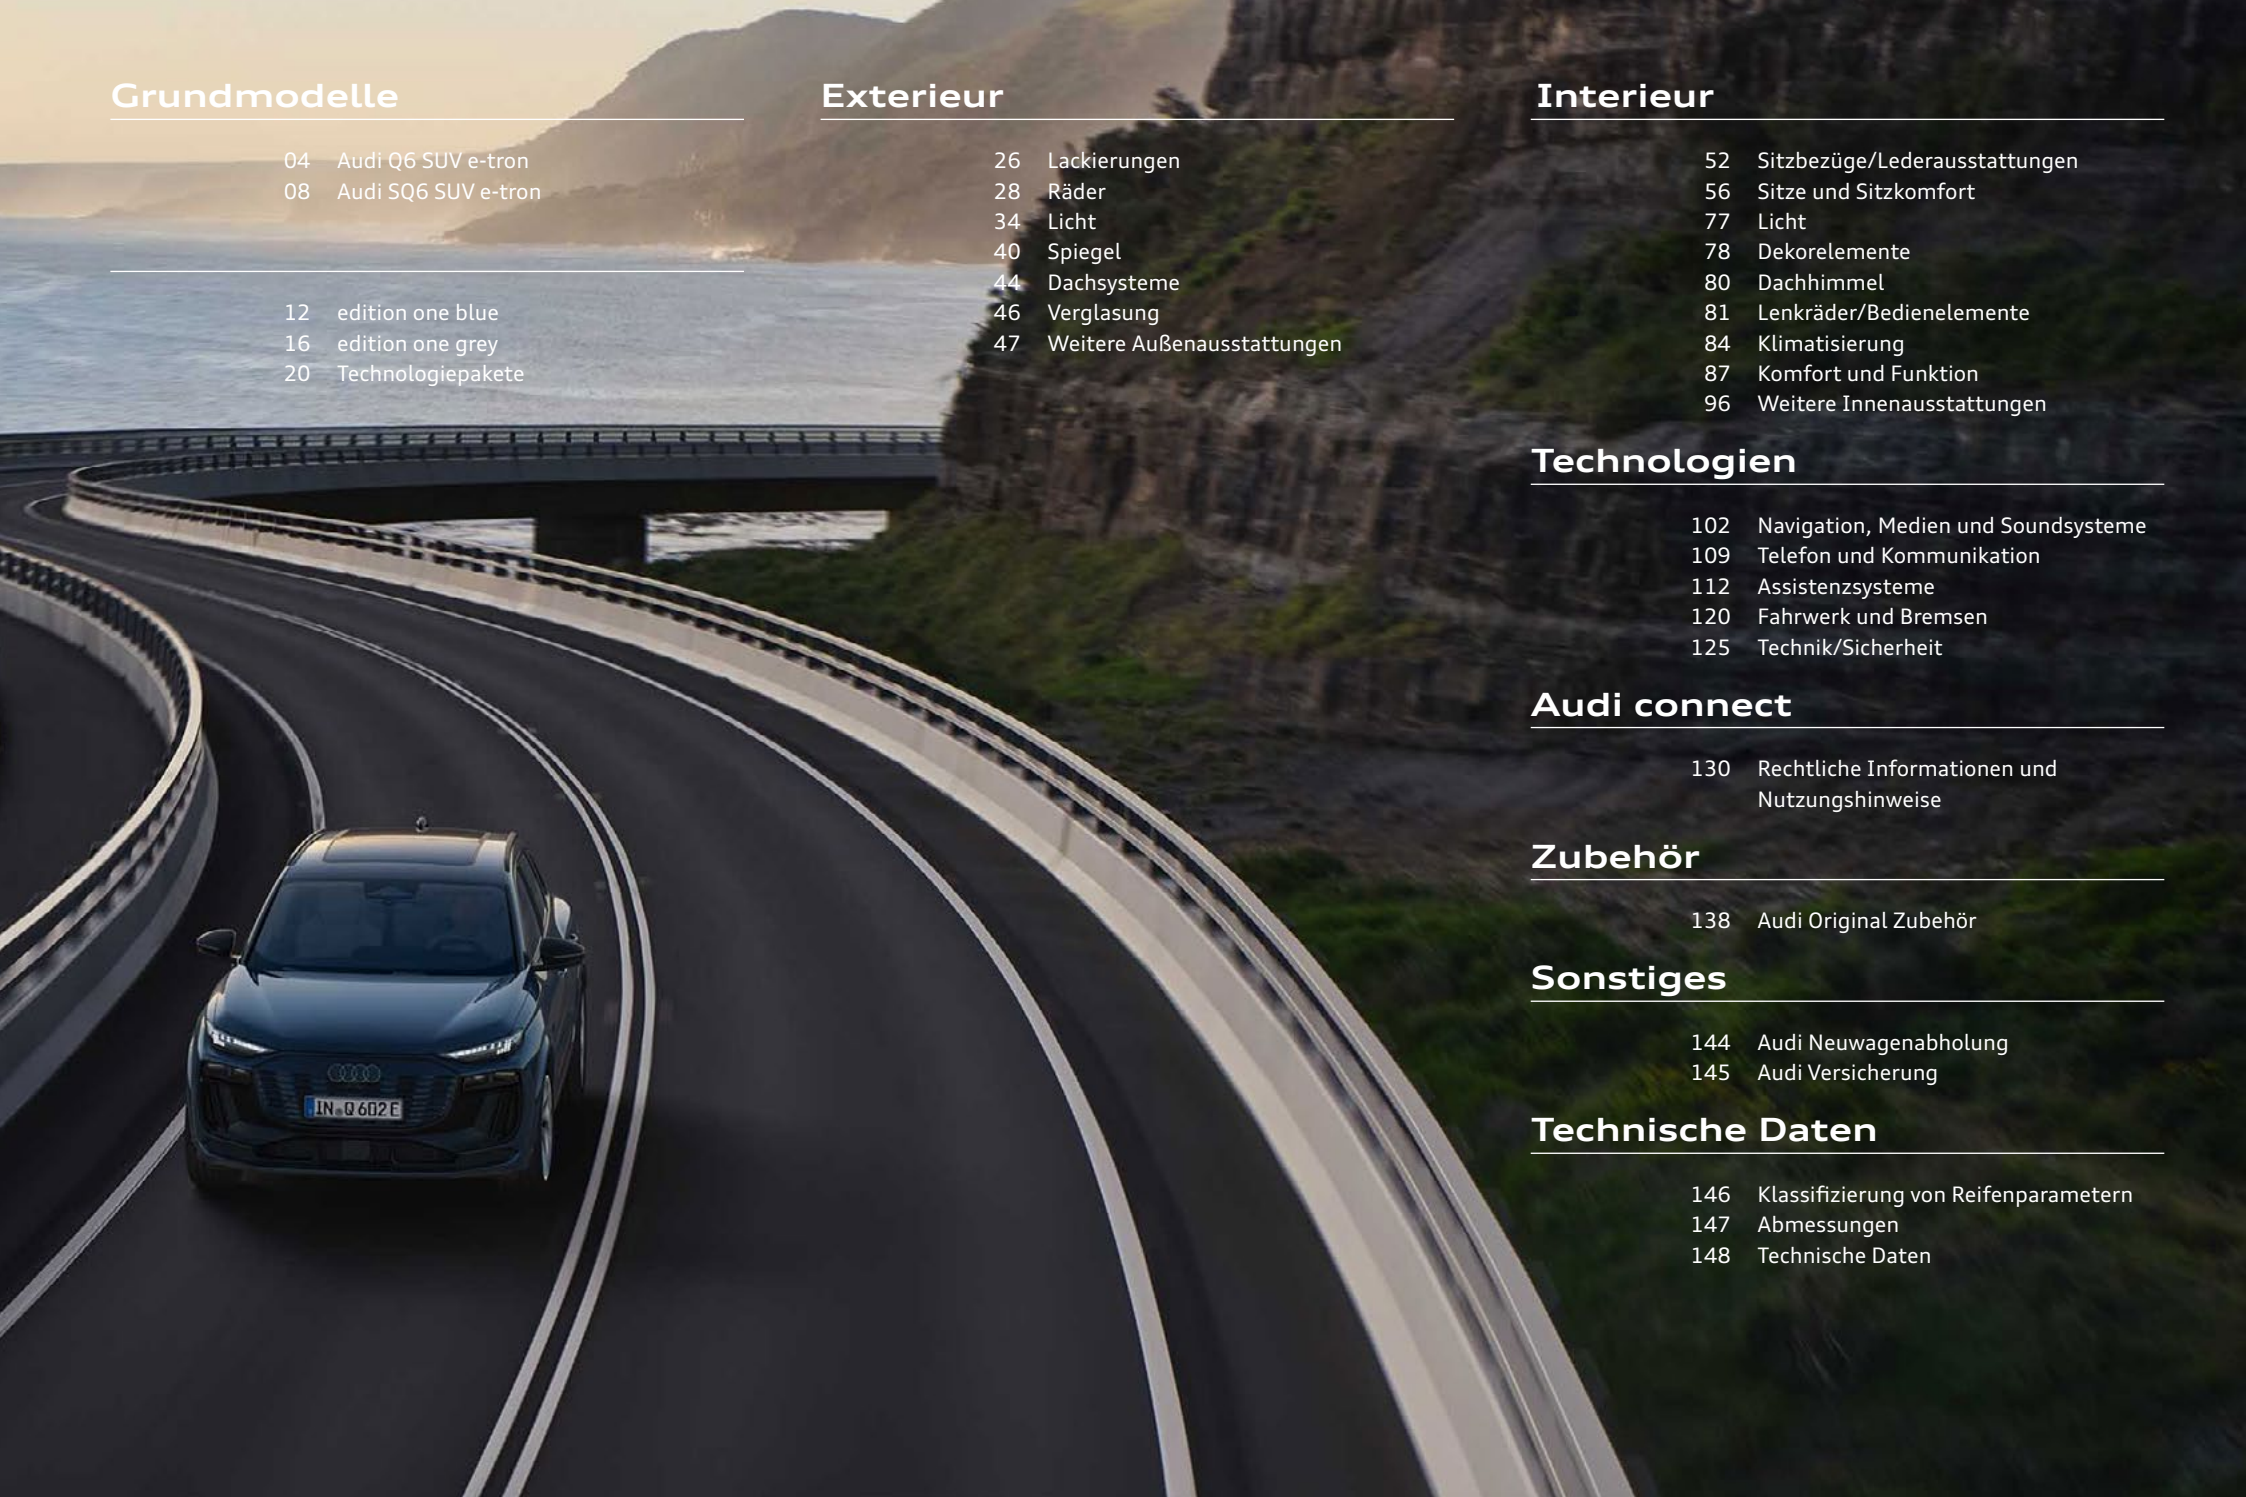 Grundmodelle
04 Audi Q6 SUV e-tron
08 Audi SQ6 SUV e-tron
12 edition one blue
16 edition one grey
20 Technologiepakete
Exterieur
26 Lackierungen
28 Räder
34 Licht
40 Spiegel
44 Dachsysteme
46 Verglasung
47 Weitere Außenausstattungen
Interieur
52 Sitzbezüge/Lederausstattungen
56 Sitze und Sitzkomfort
77 Licht
78 Dekorelemente
80 Dachhimmel
81 Lenkräder/Bedienelemente
84 Klimatisierung
87 Komfort und Funktion
96 Weitere Innenausstattungen
Technologien
102 Navigation, Medien und Soundsysteme
109 Telefon und Kommunikation
112 Assistenzsysteme
120 Fahrwerk und Bremsen
125 Technik/Sicherheit
Audi connect
130 Rechtliche Informationen und
Nutzungshinweise
Zubehör
138 Audi Original Zubehör
Sonstiges
144 Audi Neuwagenabholung
145 Audi Versicherung
Technische Daten
146 Klassifizierung von Reifenparametern
147 Abmessungen
148 Technische Daten
IN Q 602 E